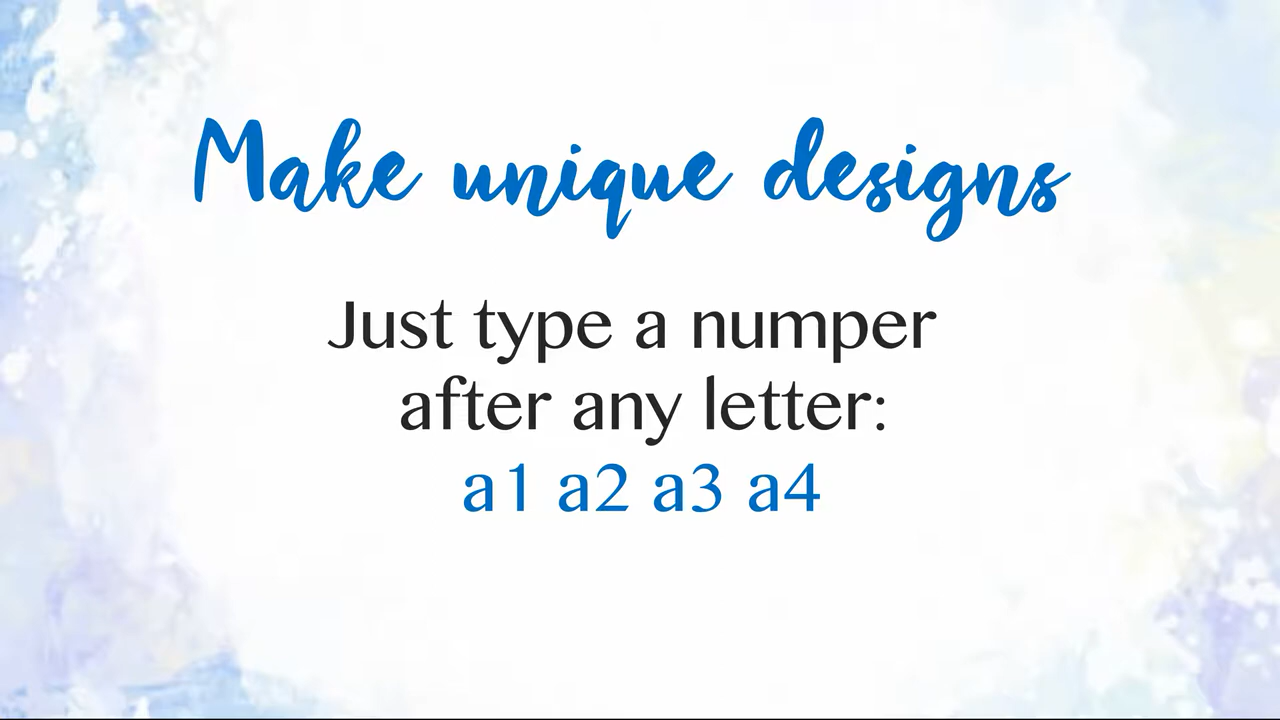 Make unique designs
Just type a numper
after any letter:
a1 a2 a3 a4